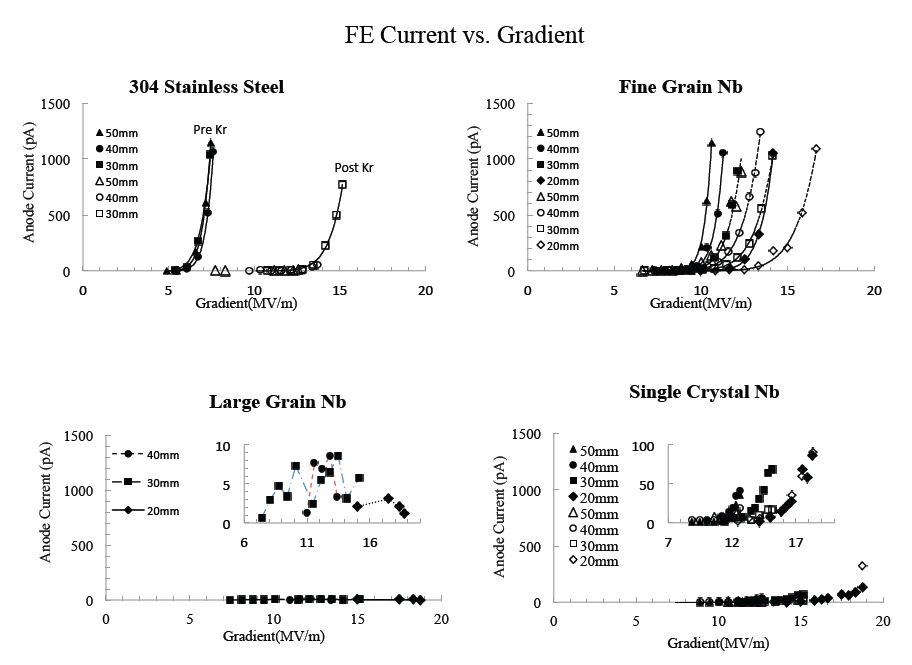 FE Current vs. Gradient
304 Stainless Steel
1500
1000
500
0
Anode Current (pA)
50mm
40mm
30mm
50mm
40mm
30mm
Pre Kr
Post Kr
0 5 10 15 20
Gradient(MV/m)
Fine Grain Nb
1500
1000
500
0
Anode Current (pA)
50mm
40mm
30mm
20mm
50mm
40mm
30mm
20mm
0 5 10 15 20
Gradient(MV/m)
Large Grain Nb
1500
1000
500
0
Anode Current (pA)
40mm
30mm
20mm
10
5
0
6 11 16
0 5 10 15 20
Gradient(MV/m)
Single Crystal Nb
1500
1000
500
0
Anode Current (pA)
50mm
40mm
30mm
20mm
50mm
40mm
30mm
20mm
100
50
0
7 12 17
0 5 10 15 20
Gradient(MV/m)